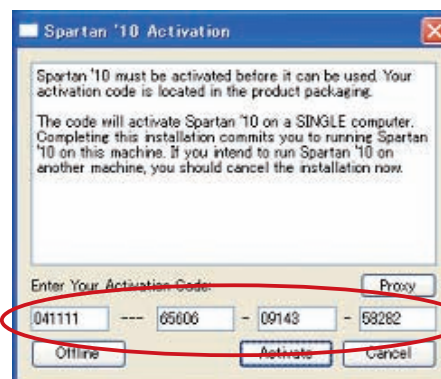 Spartan '10 Activation
Spartan '10 must be activated before it can be used. Your
activation code is located in the product packaging.
The code will activate Spartan '10 on a SINGLE computer.
Completing this installation commits you to running Spartan
'10 on this machine. If you intend to run Spartan '10 on
another machine, you should cancel the installation now.
Enter Your Activation Code:
Proxy
041111 --- 65606 - 09143 - 58282
Offline Activate Cancel